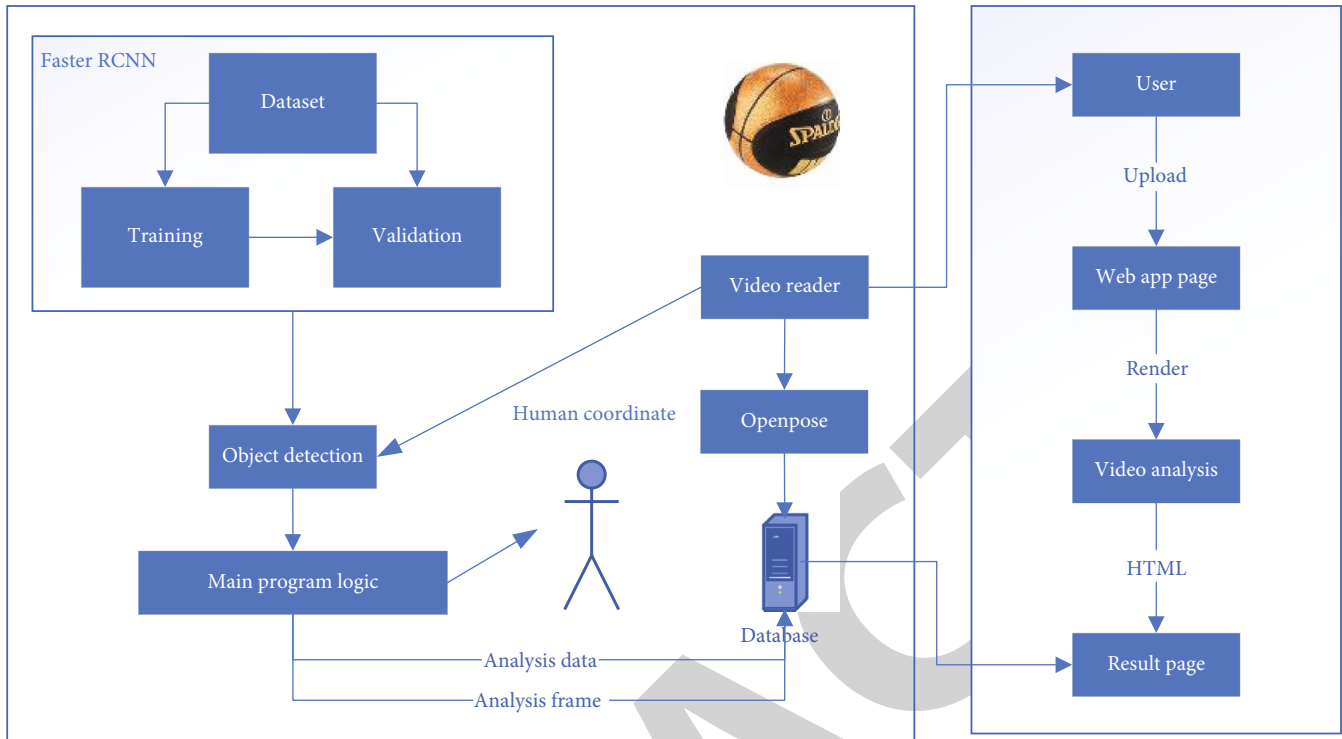 Faster RCNN
Dataset
Training
Validation
SPALD
Video reader
Human coordinate
Openpose
Object detection
Main program logic
Database
Analysis data
Analysis frame
User
Upload
Web app page
Render
Video analysis
HTML
Result page